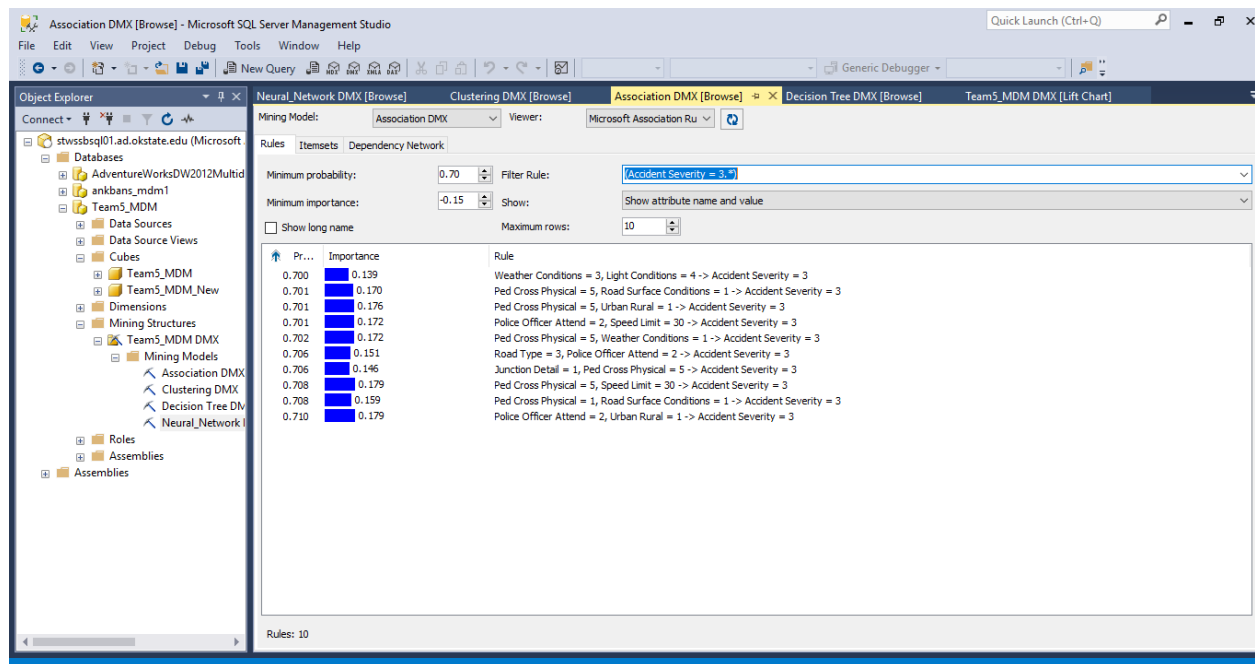 Association DMX [Browse] - Microsoft SQL Server Management Studio
Quick Launch (Ctrl+Q)
File Edit View Project Debug Tools Window Help
New Query MDX DMX XMLA DAX Generic Debugger
Object Explorer
Neural_Network DMX [Browse] Clustering DMX [Browse] Association DMX [Browse] Decision Tree DMX [Browse] Team5_MDM DMX [Lift Chart]
Connect
Mining Model: Association DMX Viewer: Microsoft Association Ru
stwssbsql01.ad.okstate.edu (Microsoft
Databases
AdventureWorksDW2012Multid
ankbans_mdm1
Team5_MDM
Data Sources
Data Source Views
Cubes
Team5_MDM
Team5_MDM_New
Dimensions
Mining Structures
Team5_MDM DMX
Mining Models
Association DMX
Clustering DMX
Decision Tree DM
Neural_Network
Roles
Assemblies
Assemblies
Rules Itemsets Dependency Network
Minimum probability: 0.70 Filter Rule: (Accident Severity = 3.*)
Minimum importance: -0.15 Show: Show attribute name and value
Show long name Maximum rows: 10
Pr... Importance Rule
0.700 0.139 Weather Conditions = 3, Light Conditions = 4 -> Accident Severity = 3
0.701 0.170 Ped Cross Physical = 5, Road Surface Conditions = 1 -> Accident Severity = 3
0.701 0.176 Ped Cross Physical = 5, Urban Rural = 1 -> Accident Severity = 3
0.701 0.172 Police Officer Attend = 2, Speed Limit = 30 -> Accident Severity = 3
0.702 0.172 Ped Cross Physical = 5, Weather Conditions = 1 -> Accident Severity = 3
0.706 0.151 Road Type = 3, Police Officer Attend = 2 -> Accident Severity = 3
0.706 0.146 Junction Detail = 1, Ped Cross Physical = 5 -> Accident Severity = 3
0.708 0.179 Ped Cross Physical = 5, Speed Limit = 30 -> Accident Severity = 3
0.708 0.159 Ped Cross Physical = 1, Road Surface Conditions = 1 -> Accident Severity = 3
0.710 0.179 Police Officer Attend = 2, Urban Rural = 1 -> Accident Severity = 3
Rules: 10